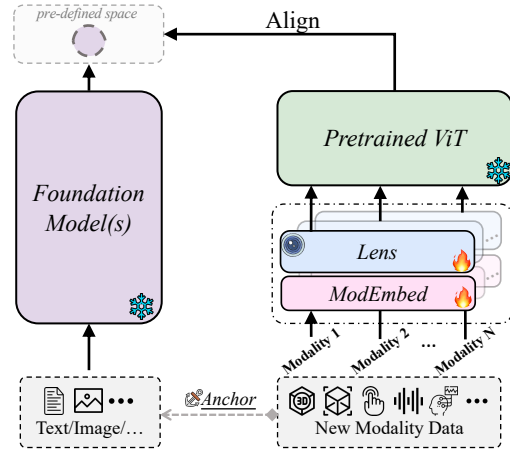 pre-defined space
Align
Foundation
Model(s)
Pretrained ViT
Lens
ModEmbed
Modality 1
Modality 2
...
Modality N
Anchor
3D
Text/Image/...
New Modality Data